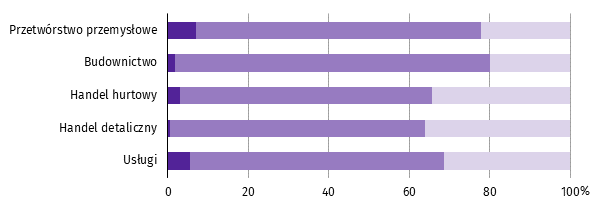 Przetwórstwo przemysłowe
Budownictwo
Handel hurtowy
Handel detaliczny
Usługi
0 20 40 60 80 100%